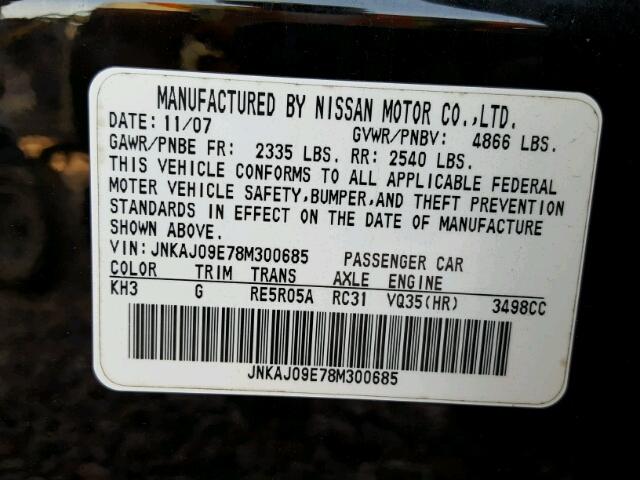 MANUFACTURED BY NISSAN MOTOR CO.,LTD.
DATE: 11/07 GVWR/PNBV: 4866 LBS.
GAWR/PNBE FR: 2335 LBS. RR: 2540 LBS.
THIS VEHICLE CONFORMS TO ALL APPLICABLE FEDERAL
MOTER VEHICLE SAFETY,BUMPER,AND THEFT PREVENTION
STANDARDS IN EFFECT ON THE DATE OF MANUFACTURE
SHOWN ABOVE.
VIN:JNKAJ09E78M300685 PASSENGER CAR
COLOR TRIM TRANS AXLE ENGINE
KH3 G RE5R05A RC31 VQ35(HR) 3498CC
JNKAJ09E78M300685